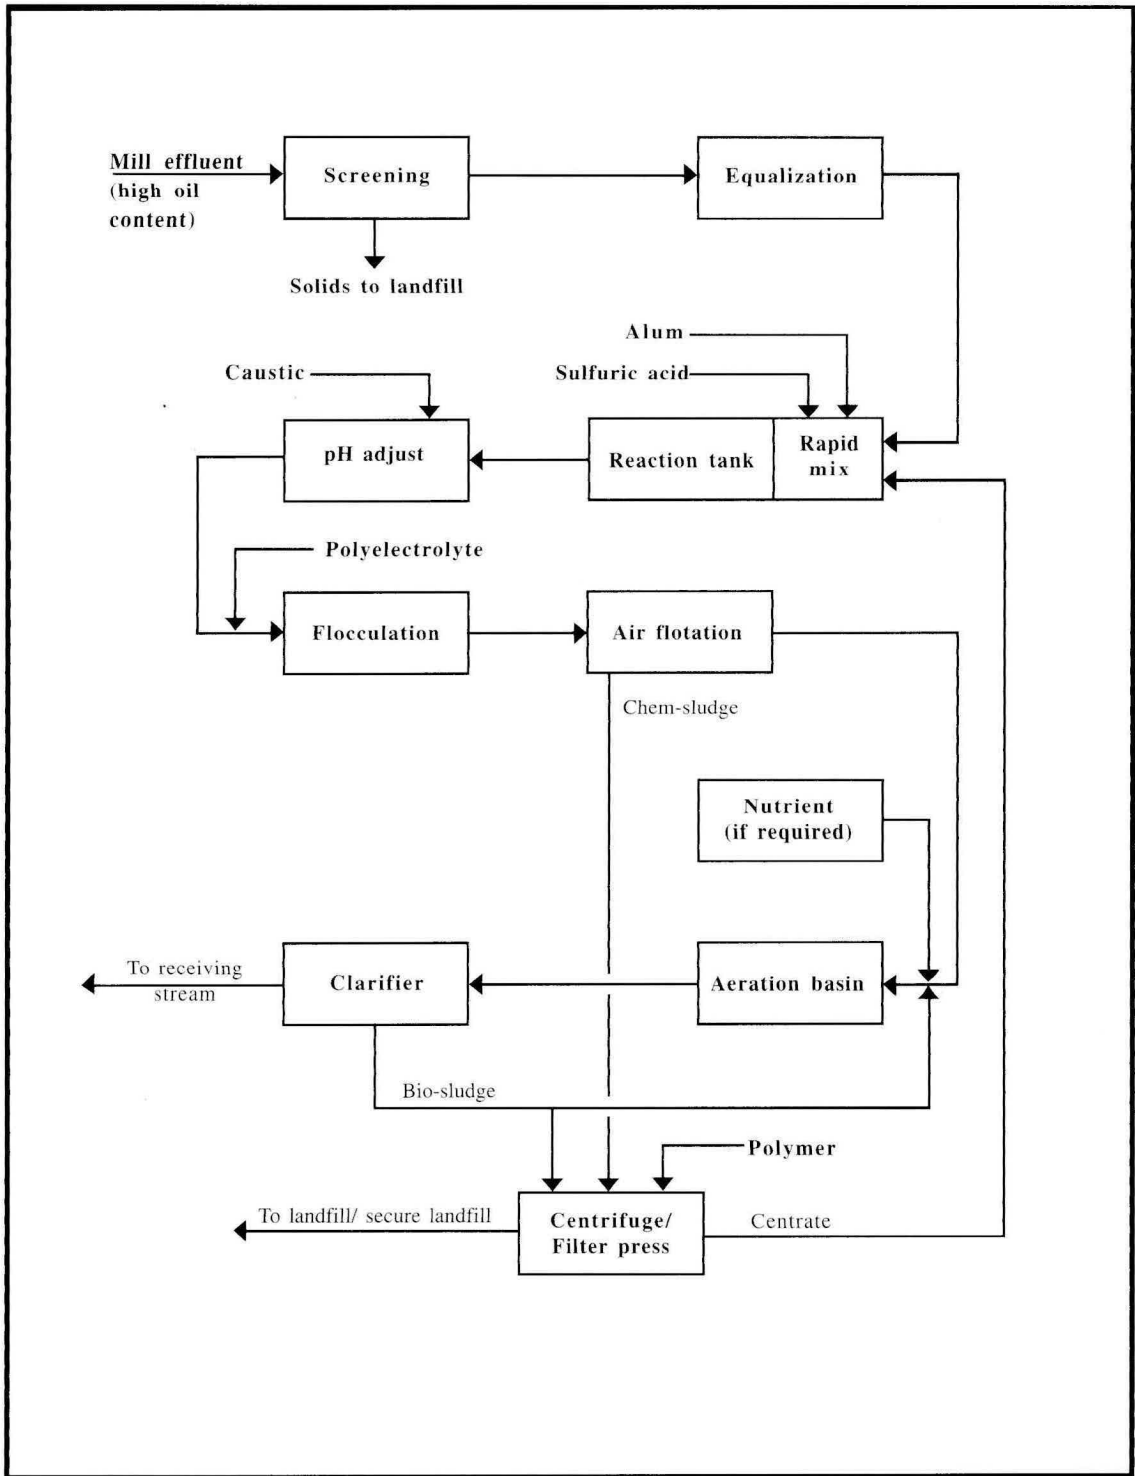 Mill effluent
(high oil
content)
Screening
Equalization
Solids to landfill
Alum
Sulfuric acid
Caustic
pH adjust
Reaction tank
Rapid
mix
Polyelectrolyte
Flocculation
Air flotation
Chem-sludge
Nutrient
(if required)
To receiving
stream
Clarifier
Aeration basin
Bio-sludge
Polymer
To landfill/ secure landfill
Centrifuge/
Filter press
Centrate